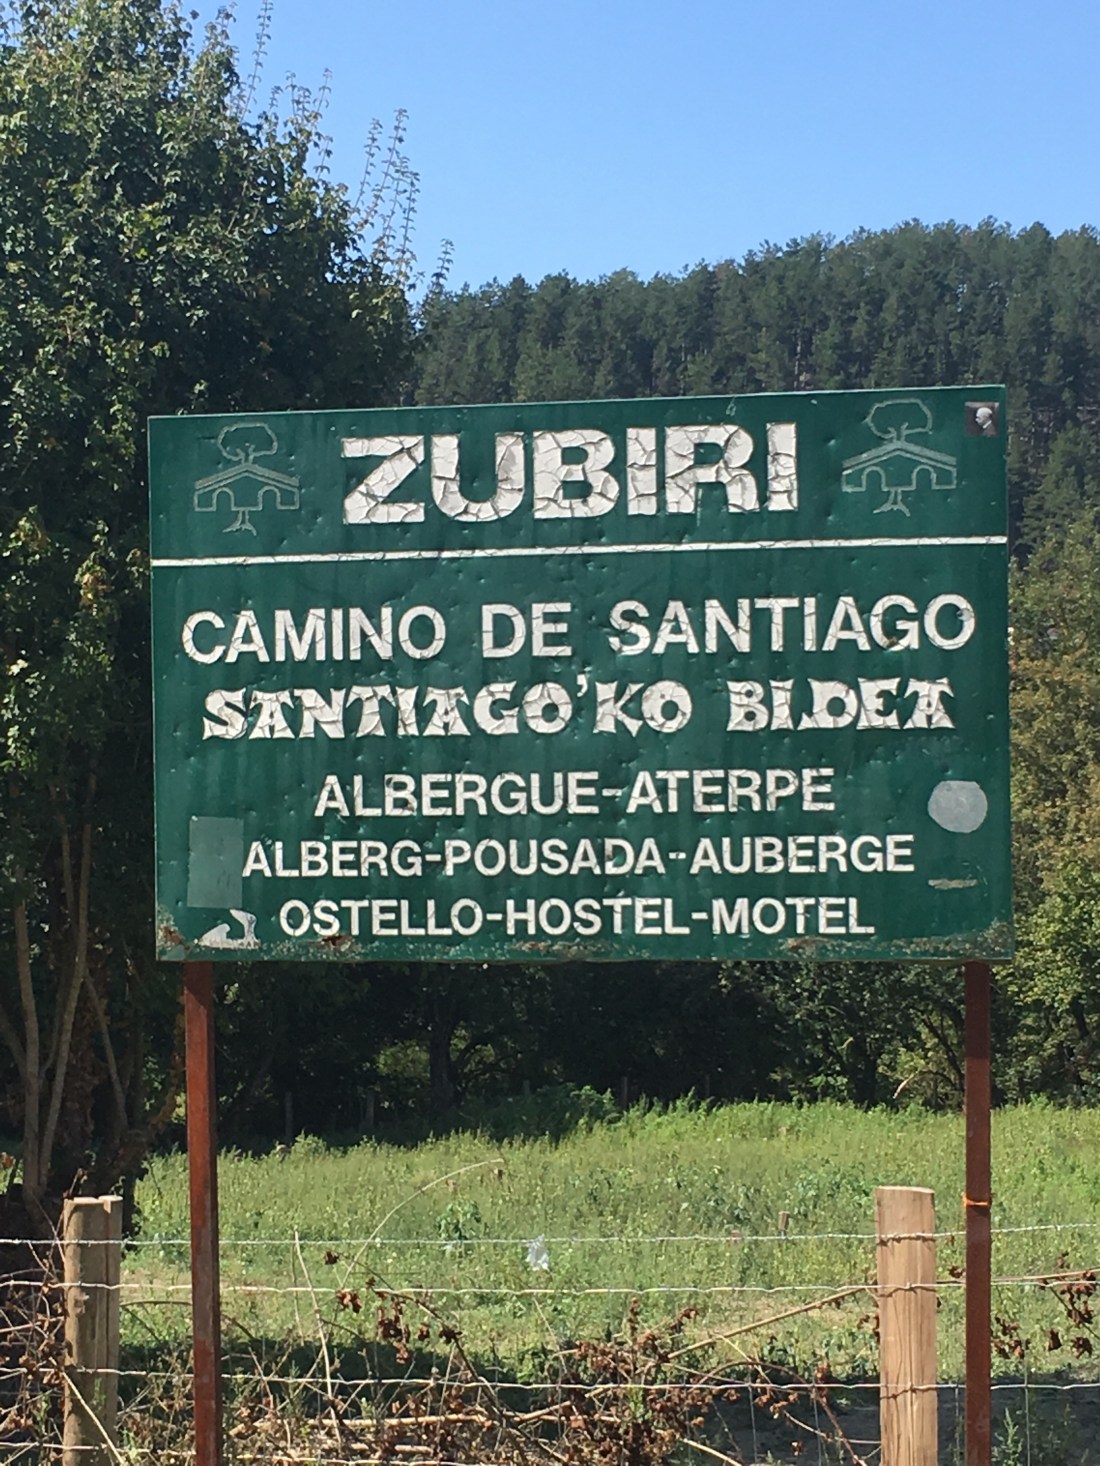 ZUBIRI
CAMINO DE SANTIAGO
SANTIAGO'KO BIDEA
ALBERGUE-ATERPE
ALBERG-POUSADA-AUBERGE
OSTELLO-HOSTEL-MOTEL